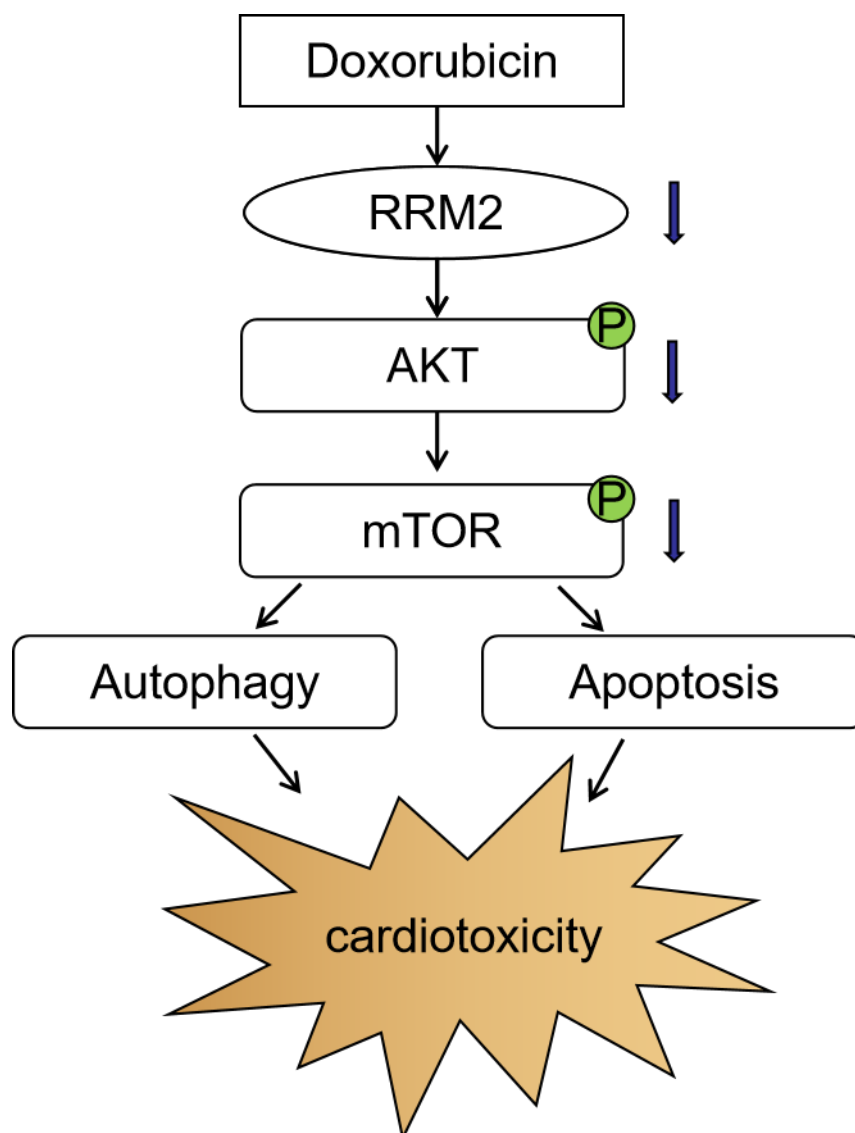 Doxorubicin
RRM2
P
AKT
P
mTOR
Autophagy
Apoptosis
cardiotoxicity